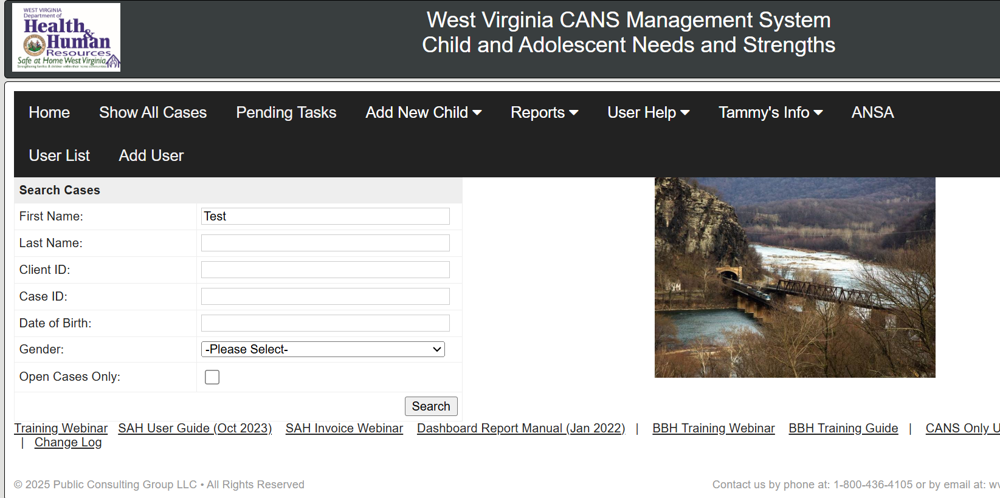 WEST VIRGINIA
Department of
Health
&
Human
Resources
Safe at Home West Virginia
West Virginia CANS Management System
Child and Adolescent Needs and Strengths
Home Show All Cases Pending Tasks Add New Child Reports User Help Tammy's Info ANSA
User List Add User
Search Cases
First Name: Test
Last Name:
Client ID:
Case ID:
Date of Birth:
Gender: -Please Select-
Open Cases Only:
Search
Training Webinar SAH User Guide (Oct 2023) SAH Invoice Webinar Dashboard Report Manual (Jan 2022) | BBH Training Webinar BBH Training Guide | CANS Only U
| Change Log
© 2025 Public Consulting Group LLC • All Rights Reserved Contact us by phone at: 1-800-436-4105 or by email at: wv